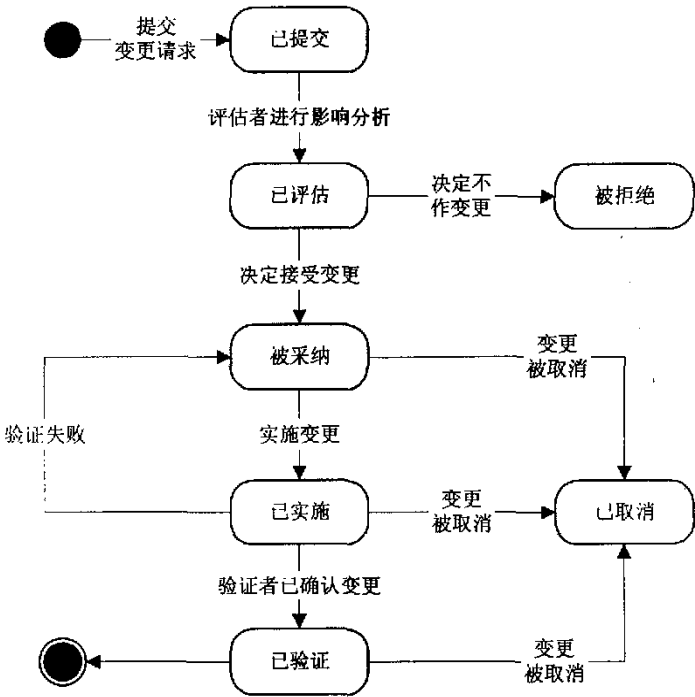 提交
变更请求
已提交
评估者进行影响分析
已评估
决定不
作变更
被拒绝
决定接受变更
被采纳
变更
被取消
验证失败
实施变更
已实施
变更
被取消
已取消
验证者已确认变更
已验证
变更
被取消